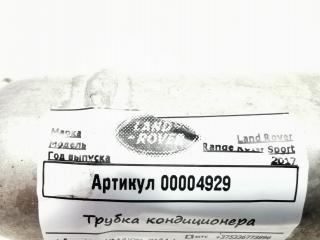 LAND
ROVER
Марка Land Rover
Модель Range Rover Sport
Год выпуска 2017
Артикул 00004929
Трубка кондиционера